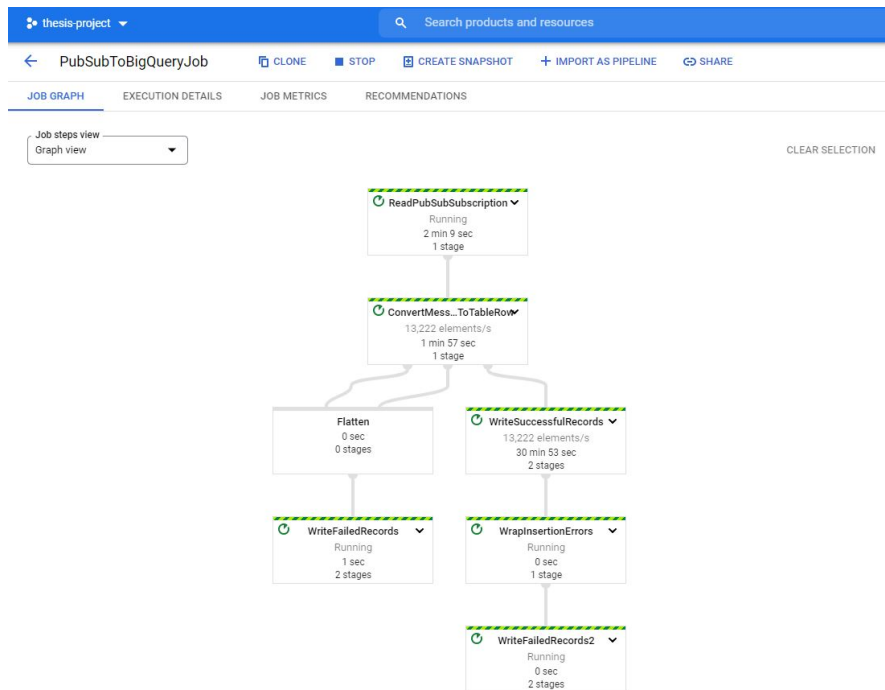 thesis-project
Search products and resources
PubSubToBigQueryJob
CLONE
STOP
CREATE SNAPSHOT
IMPORT AS PIPELINE
SHARE
JOB GRAPH
EXECUTION DETAILS
JOB METRICS
RECOMMENDATIONS
Job steps view
Graph view
CLEAR SELECTION
ReadPubSubSubscription
Running
2 min 9 sec
1 stage
ConvertMess...ToTableRow
13,222 elements/s
1 min 57 sec
1 stage
Flatten
0 sec
0 stages
WriteSuccessfulRecords
13,222 elements/s
30 min 53 sec
2 stages
WriteFailedRecords
Running
1 sec
2 stages
WrapInsertionErrors
Running
0 sec
1 stage
WriteFailedRecords2
Running
0 sec
2 stages